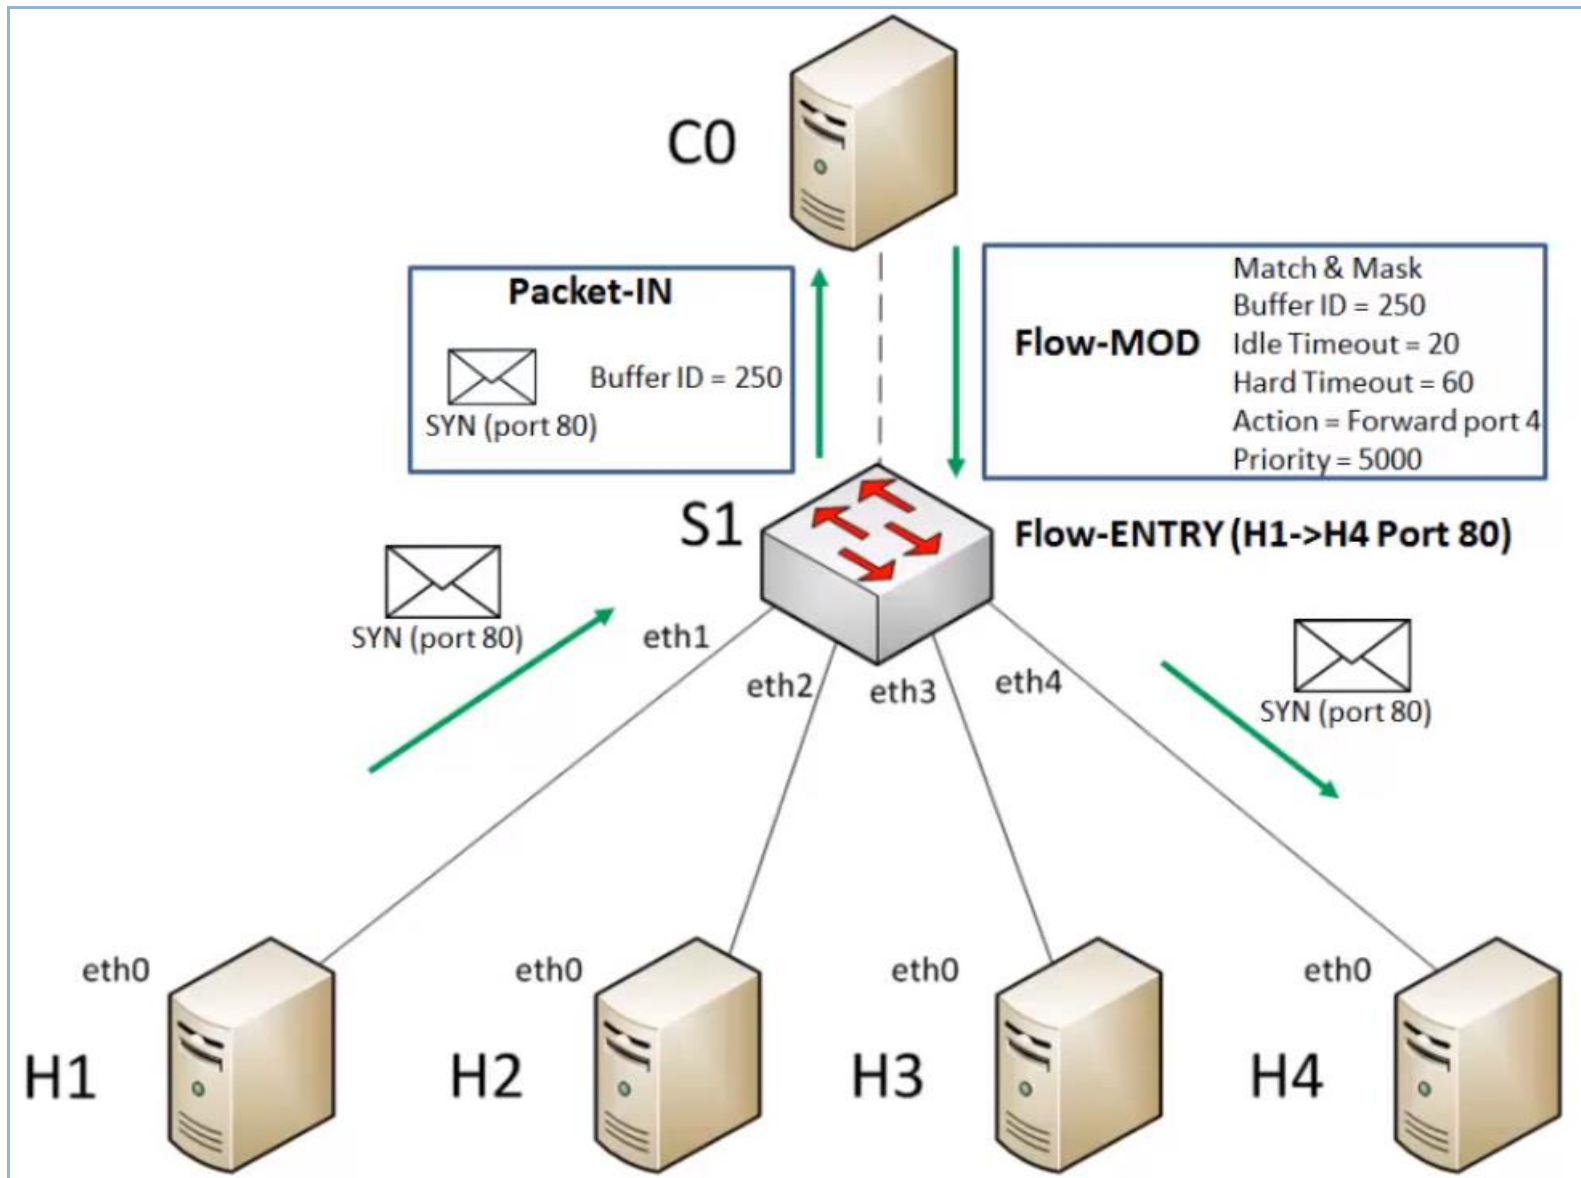 C0
Packet-IN
Buffer ID = 250
SYN (port 80)
Flow-MOD
Match & Mask
Buffer ID = 250
Idle Timeout = 20
Hard Timeout = 60
Action = Forward port 4
Priority = 5000
S1
Flow-ENTRY (H1->H4 Port 80)
SYN (port 80)
eth1
eth2
eth3
eth4
SYN (port 80)
eth0
eth0
eth0
eth0
H1
H2
H3
H4